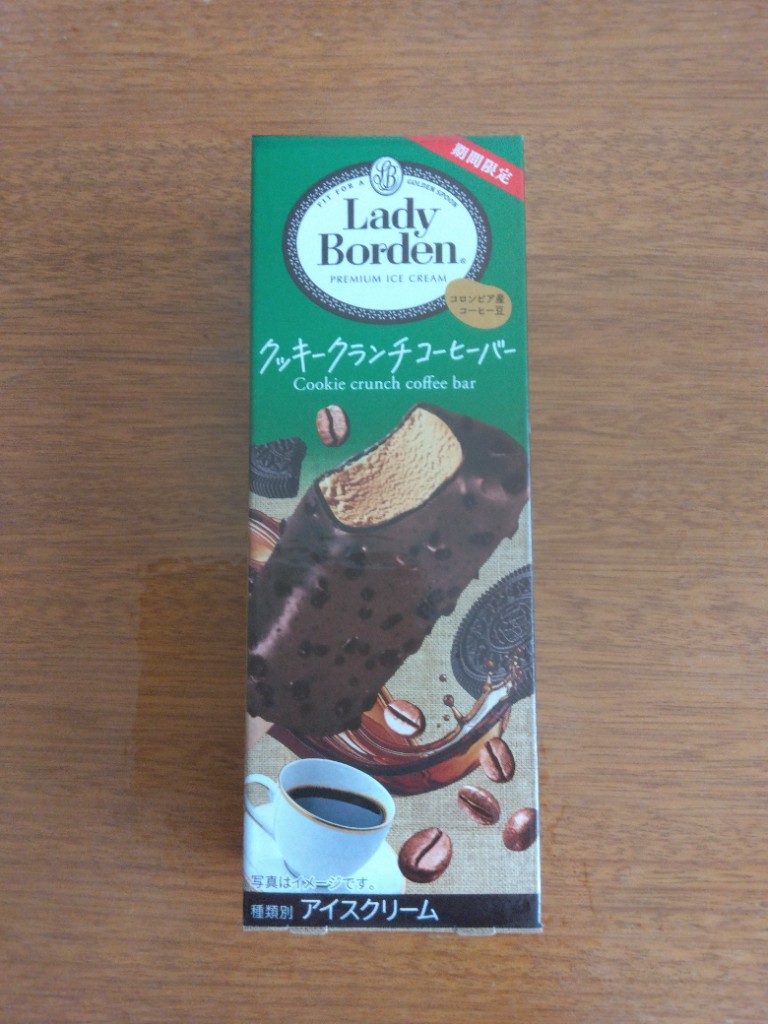 期間限定
FIT FOR A GOLDEN SPOON
LB
Lady
Borden®
PREMIUM ICE CREAM
コロンビア産
コーヒー豆
クッキークランチコーヒーバー
Cookie crunch coffee bar
写真はイメージです。
種類別 アイスクリーム